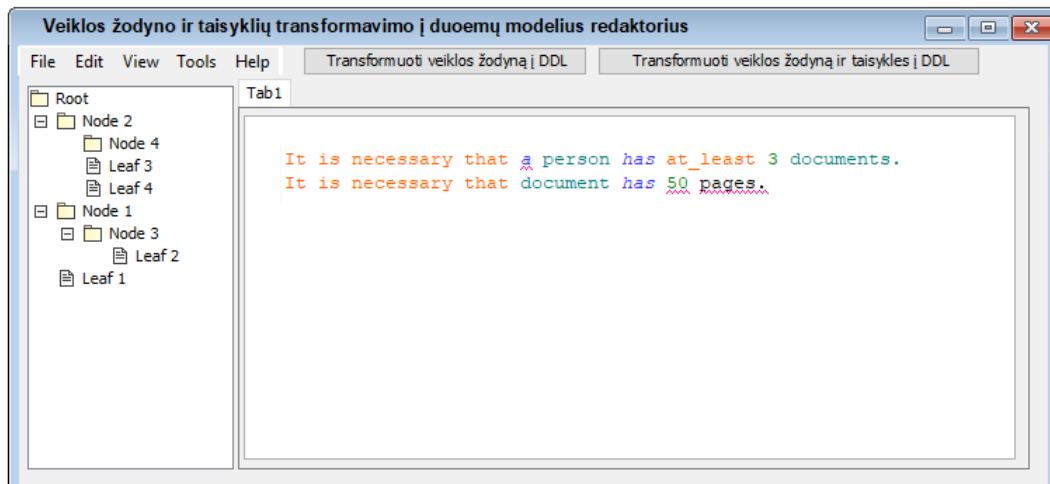 Veiklos žodyno ir taisyklių transformavimo į duoemų modelius redaktorius
File Edit View Tools Help Transformuoti veiklos žodyną į DDL Transformuoti veiklos žodyną ir taisykles į DDL
Tab1
Root
Node 2
Node 4
Leaf 3
Leaf 4
Node 1
Node 3
Leaf 2
Leaf 1
It is necessary that a person has at_least 3 documents.
It is necessary that document has 50 pages.